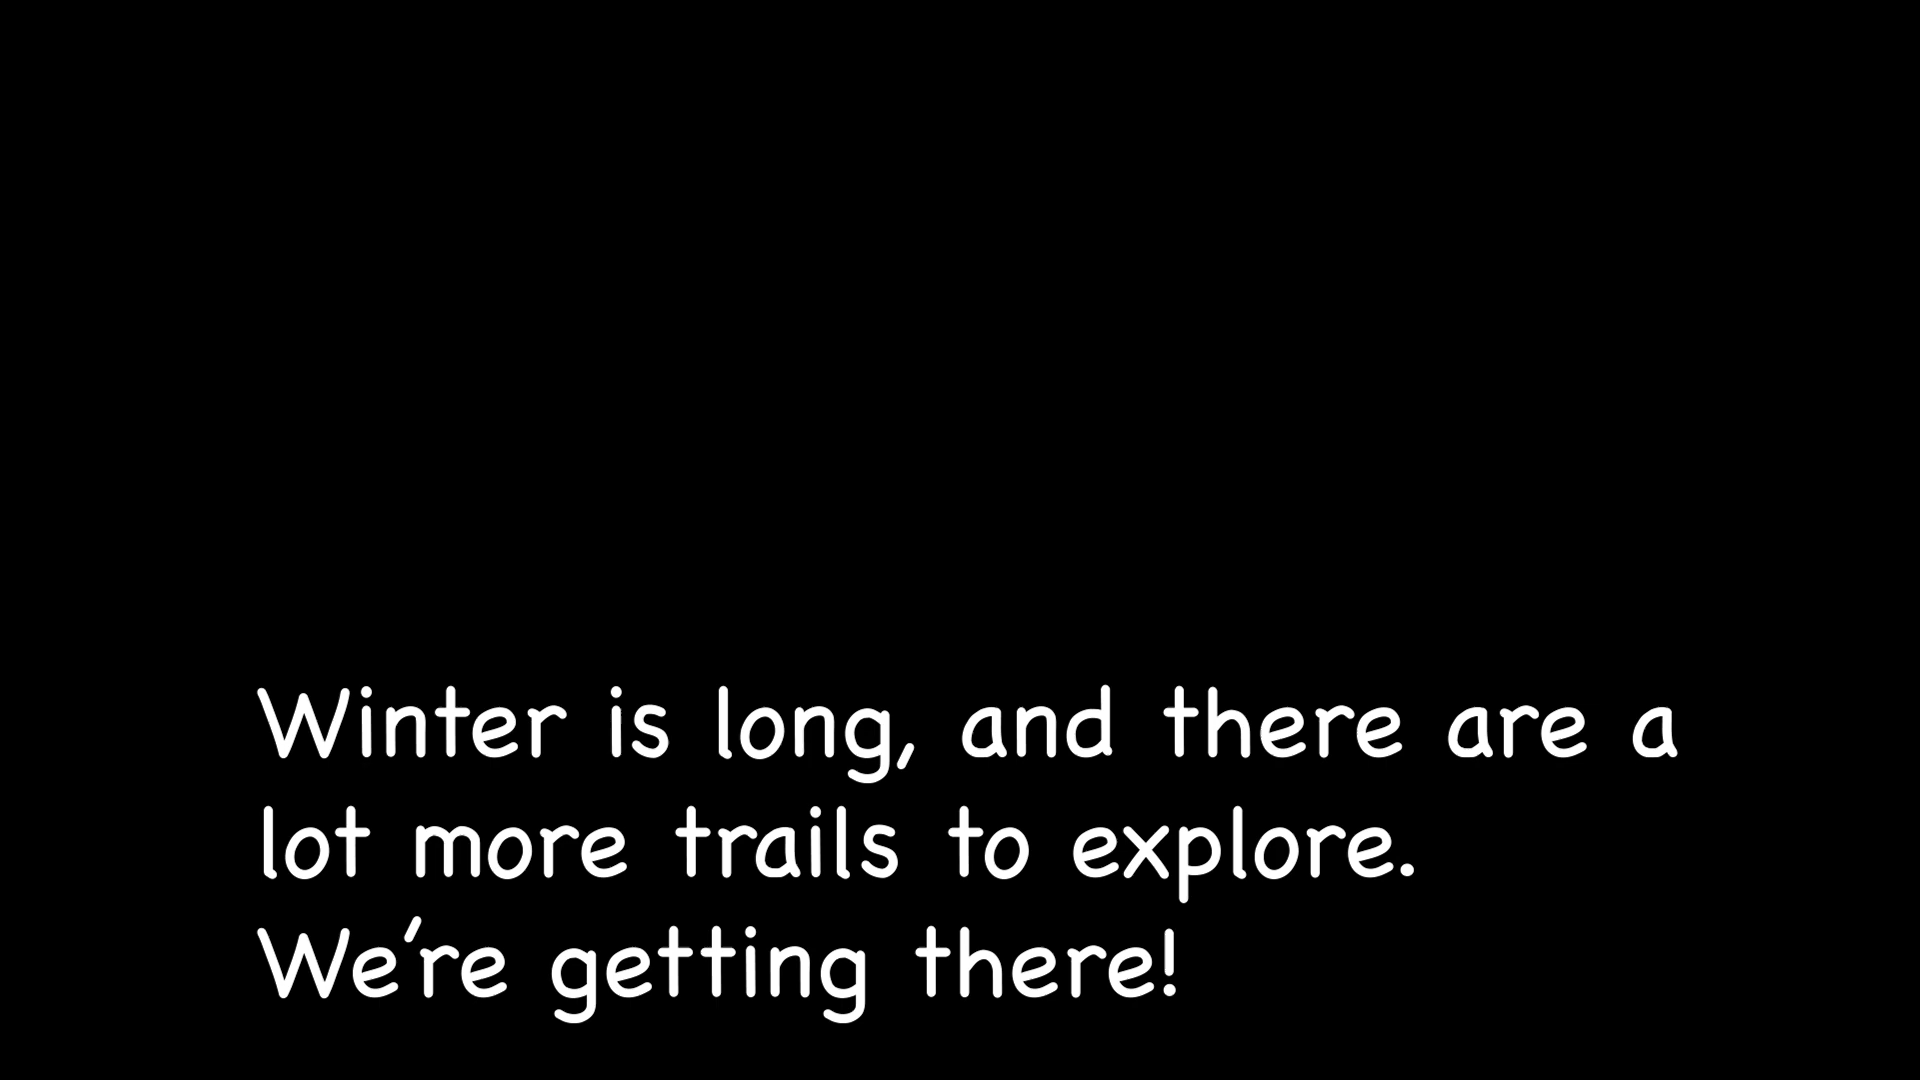 Winter is long, and there are a
lot more trails to explore.
We're getting there!